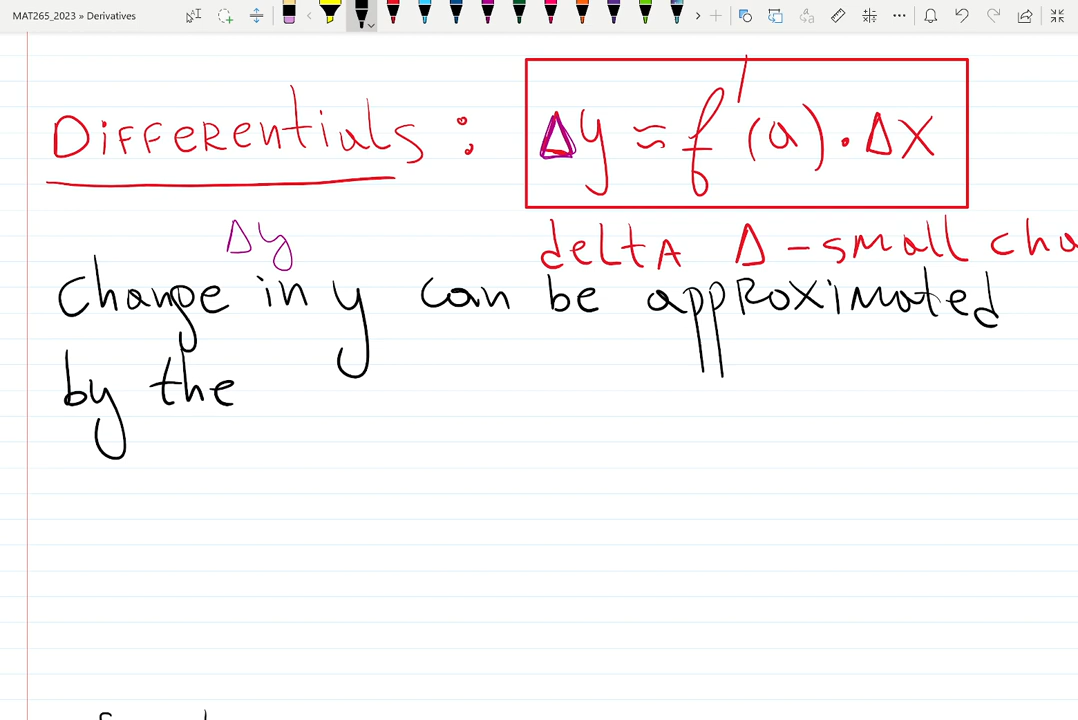 MAT265_2023 » Derivatives
Differentials :
Δy ≈ f'(a) · Δx
Δy
delta Δ – small cha
Change in y can be approximated
by the